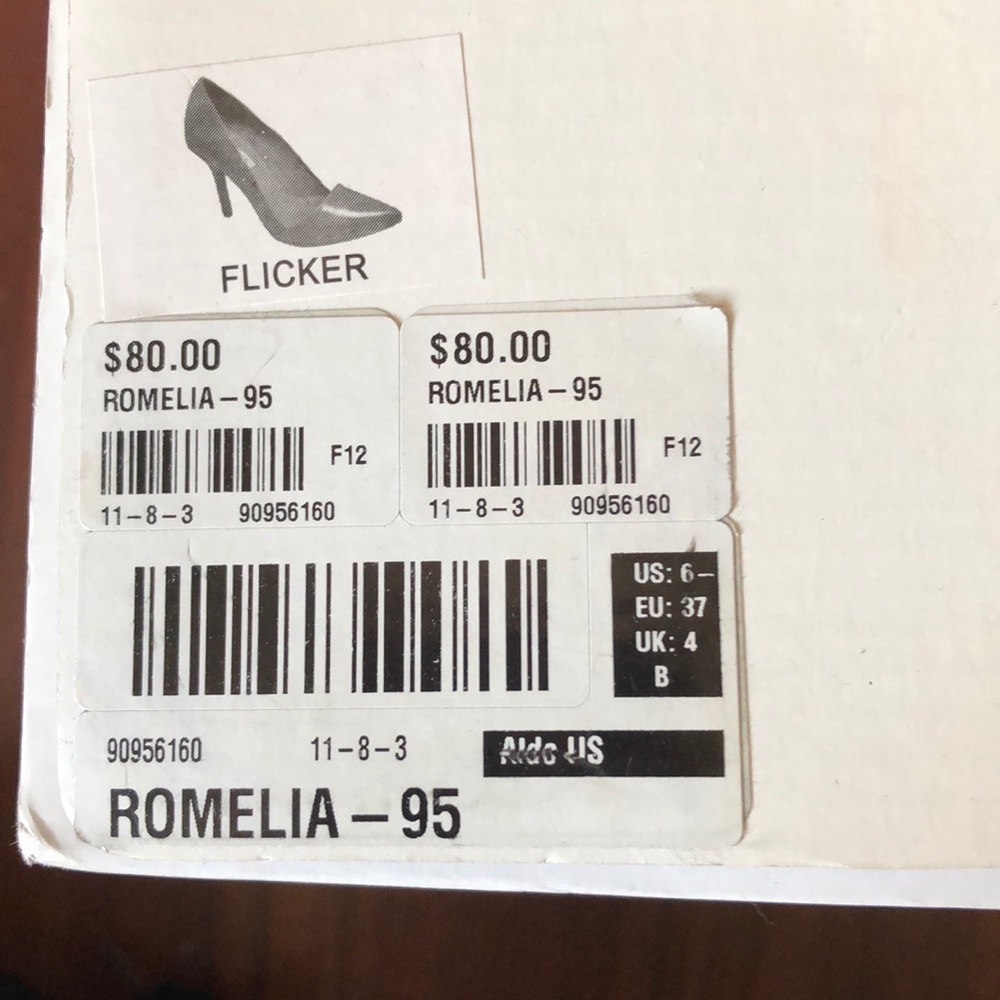 FLICKER
$80.00
ROMELIA – 95
F12
11 – 8 – 3 90956160
$80.00
ROMELIA – 95
F12
11 – 8 – 3 90956160
US: 6–
EU: 37
UK: 4
B
90956160 11 – 8 – 3 Aldo US
ROMELIA – 95